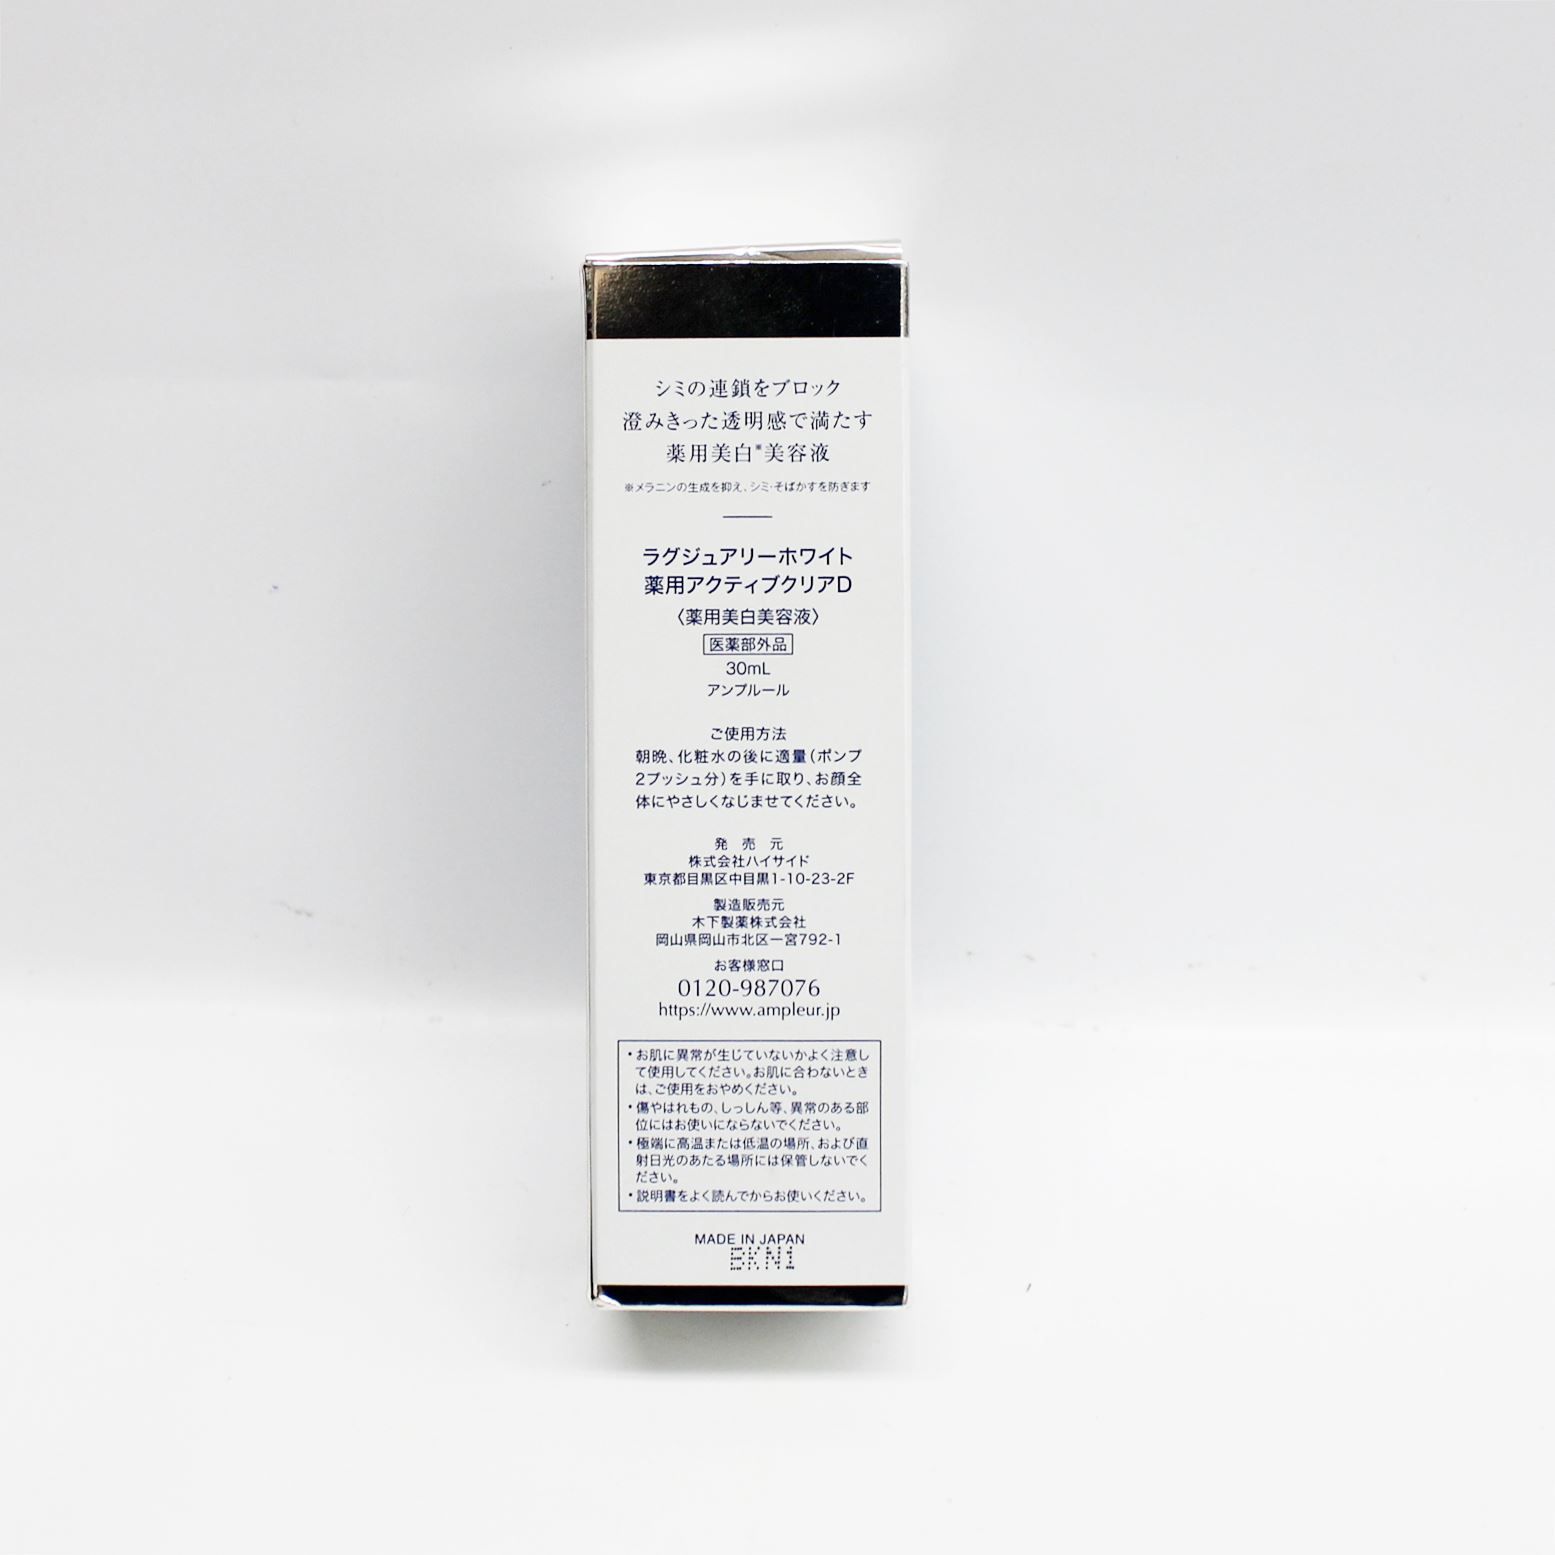 シミの連鎖をブロック
澄みきった透明感で満たす
薬用美白※美容液
※メラニンの生成を抑え、シミ・そばかすを防ぎます
ラグジュアリーホワイト
薬用アクティブクリアD
〈薬用美白美容液〉
医薬部外品
30mL
アンプルール
ご使用方法
朝晩、化粧水の後に適量(ポンプ
2プッシュ分)を手に取り、お顔全
体にやさしくなじませてください。
発 売 元
株式会社ハイサイド
東京都目黒区中目黒1-10-23-2F
製造販売元
木下製薬株式会社
岡山県岡山市北区一宮792-1
お客様窓口
0120-987076
https://www.ampleur.jp
・お肌に異常が生じていないかよく注意し
て使用してください。お肌に合わないとき
は、ご使用をおやめください。
・傷やはれもの、しっしん等、異常のある部
位にはお使いにならないでください。
・極端に高温または低温の場所、および直
射日光のあたる場所には保管しないでく
ださい。
・説明書をよく読んでからお使いください。
MADE IN JAPAN
BKN1